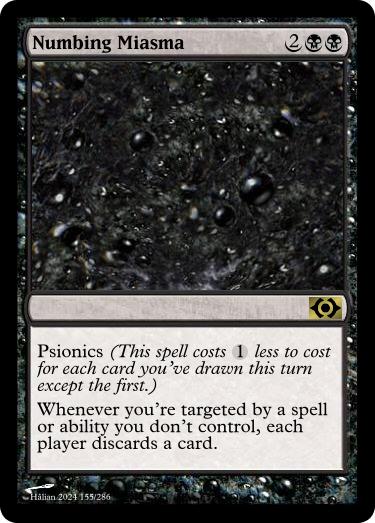 Numbing Miasma 2
Psionics (This spell costs 1 less to cost
for each card you've drawn this turn
except the first.)
Whenever you're targeted by a spell
or ability you don't control, each
player discards a card.
Hálian 2024 155/286